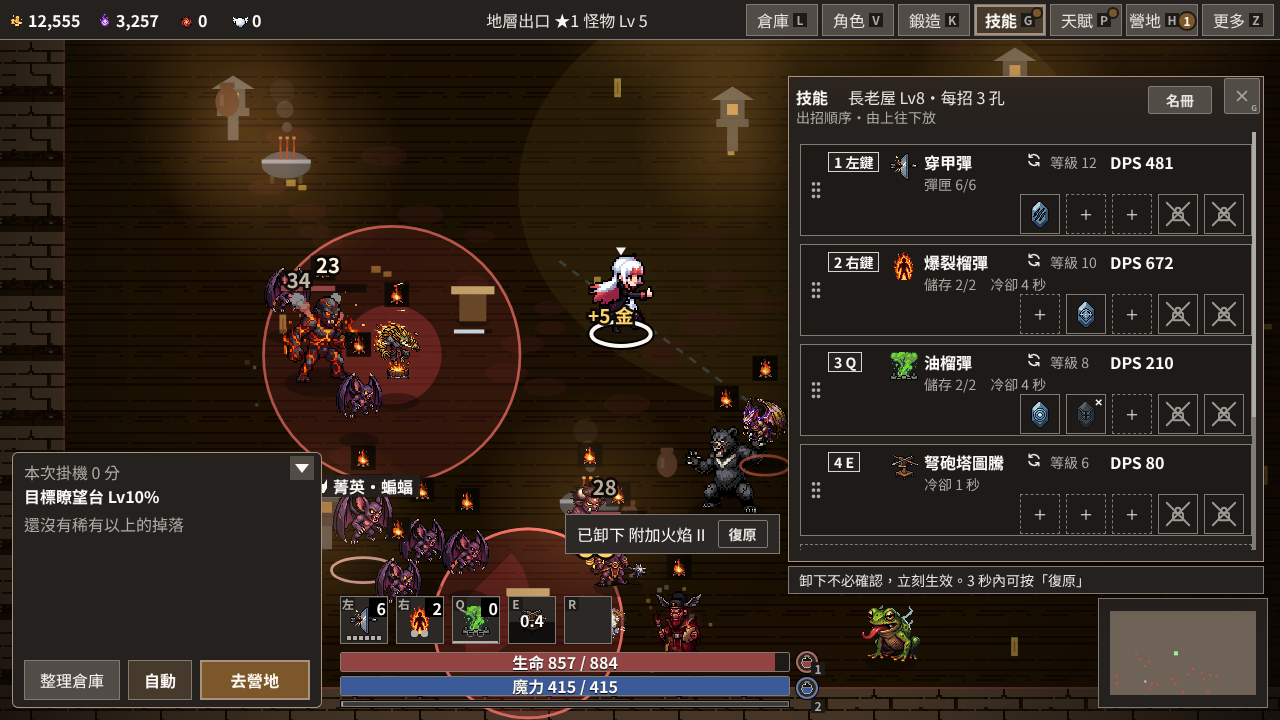 12,555 3,257 0 0
地層出口 ★1 怪物 Lv 5
倉庫 L 角色 V 鍛造 K 技能 G 天賦 P 營地 H 1 更多 Z
技能 長老屋 Lv8・每招 3 孔
名冊
× G
出招順序・由上往下放
1 左鍵 穿甲彈 等級 12 DPS 481
彈匣 6/6
+ +
2 右鍵 爆裂榴彈 等級 10 DPS 672
儲存 2/2 冷卻 4 秒
+ +
3 Q 油榴彈 等級 8 DPS 210
儲存 2/2 冷卻 4 秒
× +
4 E 弩砲塔圖騰 等級 6 DPS 80
冷卻 1 秒
+ + +
卸下不必確認，立刻生效。3 秒內可按「復原」
34 23
+5 金
28
菁英・蝙蝠
已卸下 附加火焰 II 復原
本次掛機 0 分
目標瞭望台 Lv10%
還沒有稀有以上的掉落
整理倉庫 自動 去營地
左 6 右 2 Q 0 E 0.4 R
生命 857 / 884 1
魔力 415 / 415 2